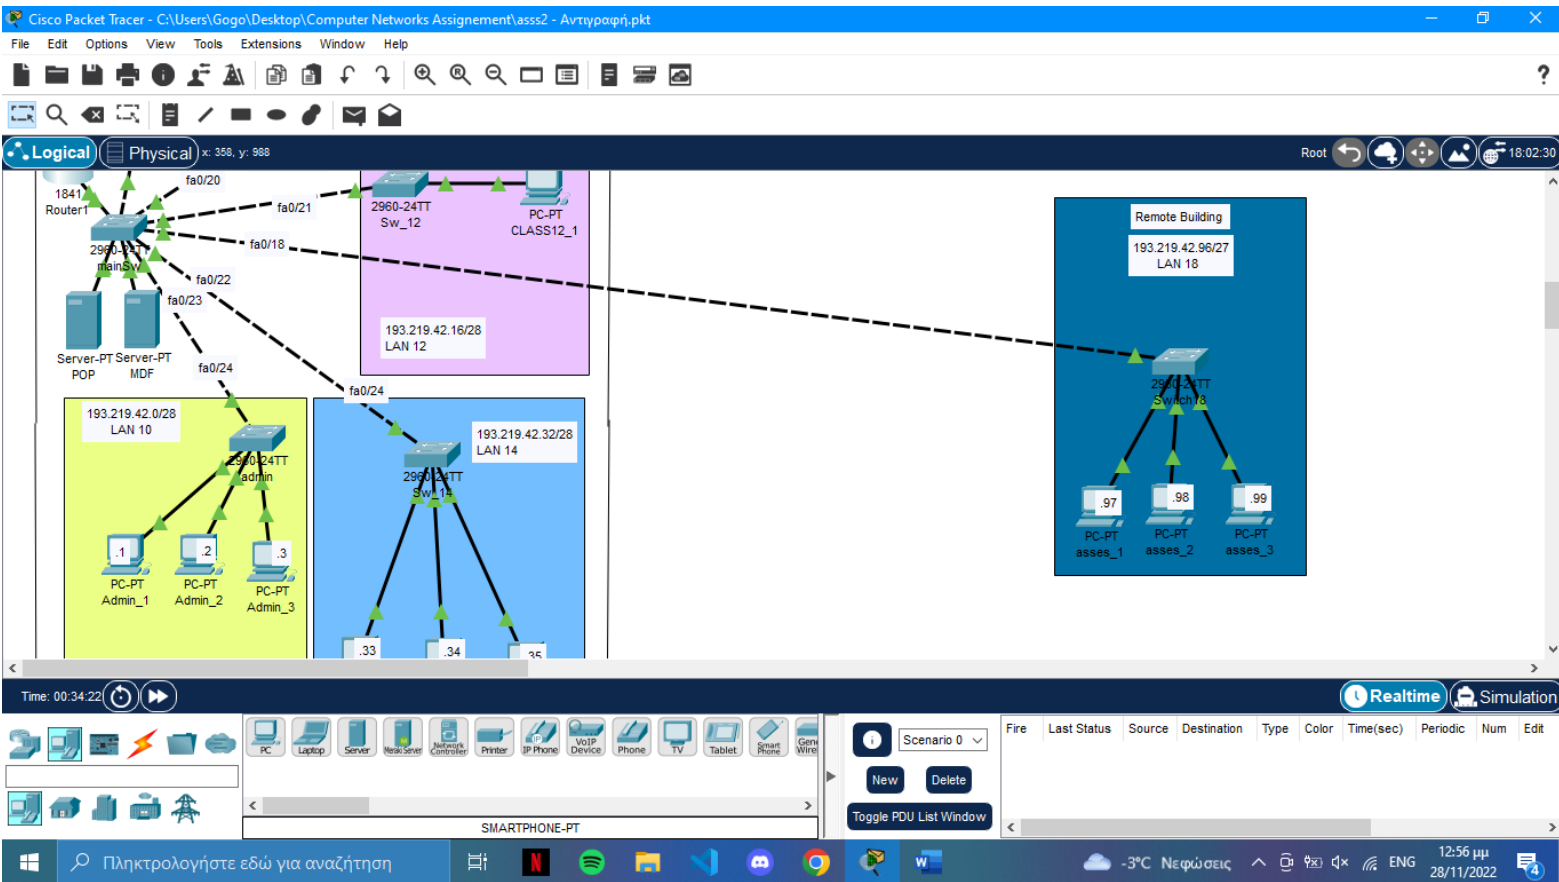 Cisco Packet Tracer - C:\Users\Gogo\Desktop\Computer Networks Assignement\asss2 - Αντιγραφή.pkt
File Edit Options View Tools Extensions Window Help
Logical Physical x: 358, y: 988 Root 18:02:30
1841
Router1
fa0/20
fa0/21
2960-24TT
Sw_12
PC-PT
CLASS12_1
2960-24TT
mainSw
fa0/18
fa0/22
fa0/23
fa0/24
fa0/24
193.219.42.16/28
LAN 12
Server-PT
POP
Server-PT
MDF
193.219.42.0/28
LAN 10
2960-24TT
admin
.1
.2
.3
PC-PT
Admin_1
PC-PT
Admin_2
PC-PT
Admin_3
193.219.42.32/28
LAN 14
2960-24TT
Sw_14
.33
.34
.35
Remote Building
193.219.42.96/27
LAN 18
2960-24TT
Switch18
.97
.98
.99
PC-PT
asses_1
PC-PT
asses_2
PC-PT
asses_3
Time: 00:34:22
Realtime Simulation
PC Laptop Server Meraki Server Network Controller Printer IP Phone VoIP Device Phone TV Tablet Smart Phone
SMARTPHONE-PT
Scenario 0
New Delete
Toggle PDU List Window
Fire Last Status Source Destination Type Color Time(sec) Periodic Num Edit
Πληκτρολογήστε εδώ για αναζήτηση
N
W
-3°C Νεφώσεις
ENG
12:56 μμ
28/11/2022
4